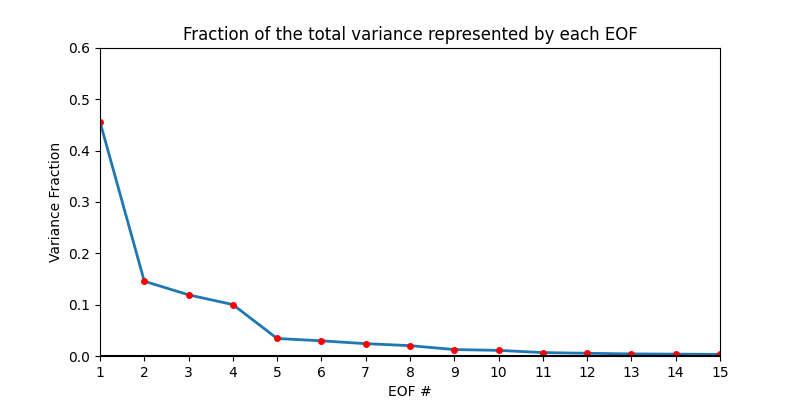 Fraction of the total variance represented by each EOF
0.6
0.5
0.4
0.3
0.2
0.1
0.0
Variance Fraction
1 2 3 4 5 6 7 8 9 10 11 12 13 14 15
EOF #